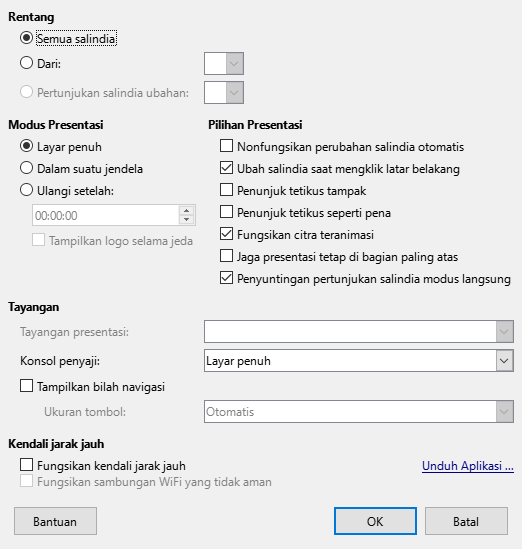 Rentang
Semua salindia
Dari:
Pertunjukan salindia ubahan:
Modus Presentasi
Layar penuh
Dalam suatu jendela
Ulangi setelah:
00:00:00
Tampilkan logo selama jeda
Pilihan Presentasi
Nonfungsikan perubahan salindia otomatis
Ubah salindia saat mengklik latar belakang
Penunjuk tetikus tampak
Penunjuk tetikus seperti pena
Fungsikan citra teranimasi
Jaga presentasi tetap di bagian paling atas
Penyuntingan pertunjukan salindia modus langsung
Tayangan
Tayangan presentasi:
Konsol penyaji: Layar penuh
Tampilkan bilah navigasi
Ukuran tombol: Otomatis
Kendali jarak jauh
Fungsikan kendali jarak jauh Unduh Aplikasi ...
Fungsikan sambungan WiFi yang tidak aman
Bantuan OK Batal